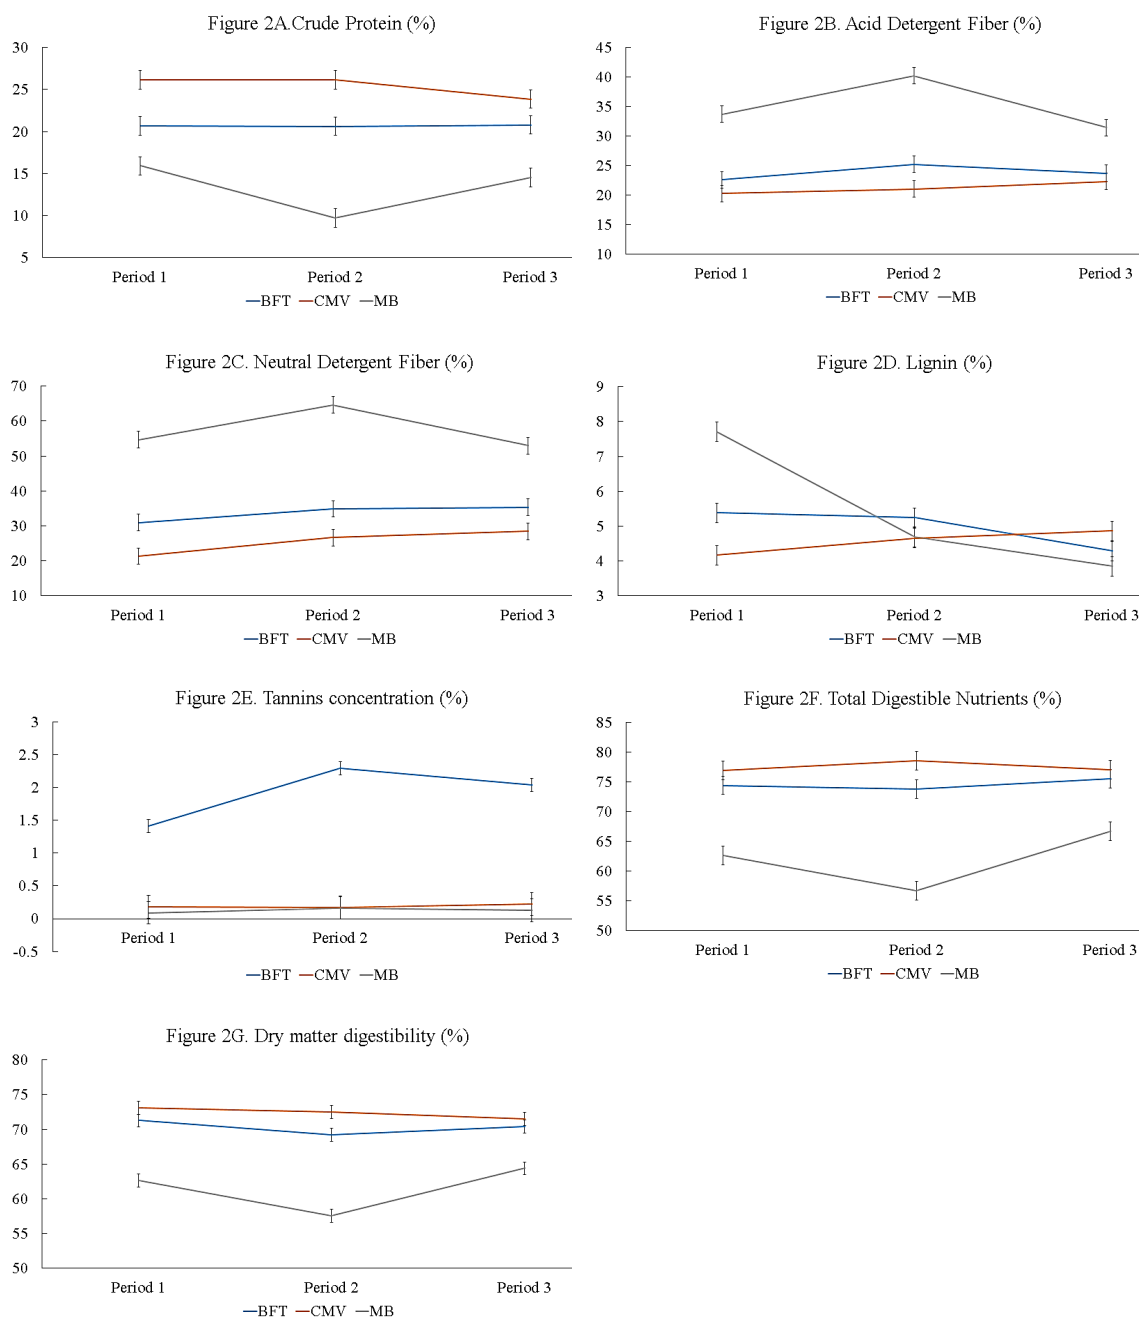 Figure 2A.Crude Protein (%)
30
25
20
15
10
5
Period 1 Period 2 Period 3
BFT CMV MB
Figure 2B. Acid Detergent Fiber (%)
45
40
35
30
25
20
15
10
Period 1 Period 2 Period 3
BFT CMV MB
Figure 2C. Neutral Detergent Fiber (%)
70
60
50
40
30
20
10
Period 1 Period 2 Period 3
BFT CMV MB
Figure 2D. Lignin (%)
9
8
7
6
5
4
3
Period 1 Period 2 Period 3
BFT CMV MB
Figure 2E. Tannins concentration (%)
3
2.5
2
1.5
1
0.5
0
-0.5
Period 1 Period 2 Period 3
BFT CMV MB
Figure 2F. Total Digestible Nutrients (%)
85
80
75
70
65
60
55
50
Period 1 Period 2 Period 3
BFT CMV MB
Figure 2G. Dry matter digestibility (%)
80
75
70
65
60
55
50
Period 1 Period 2 Period 3
BFT CMV MB